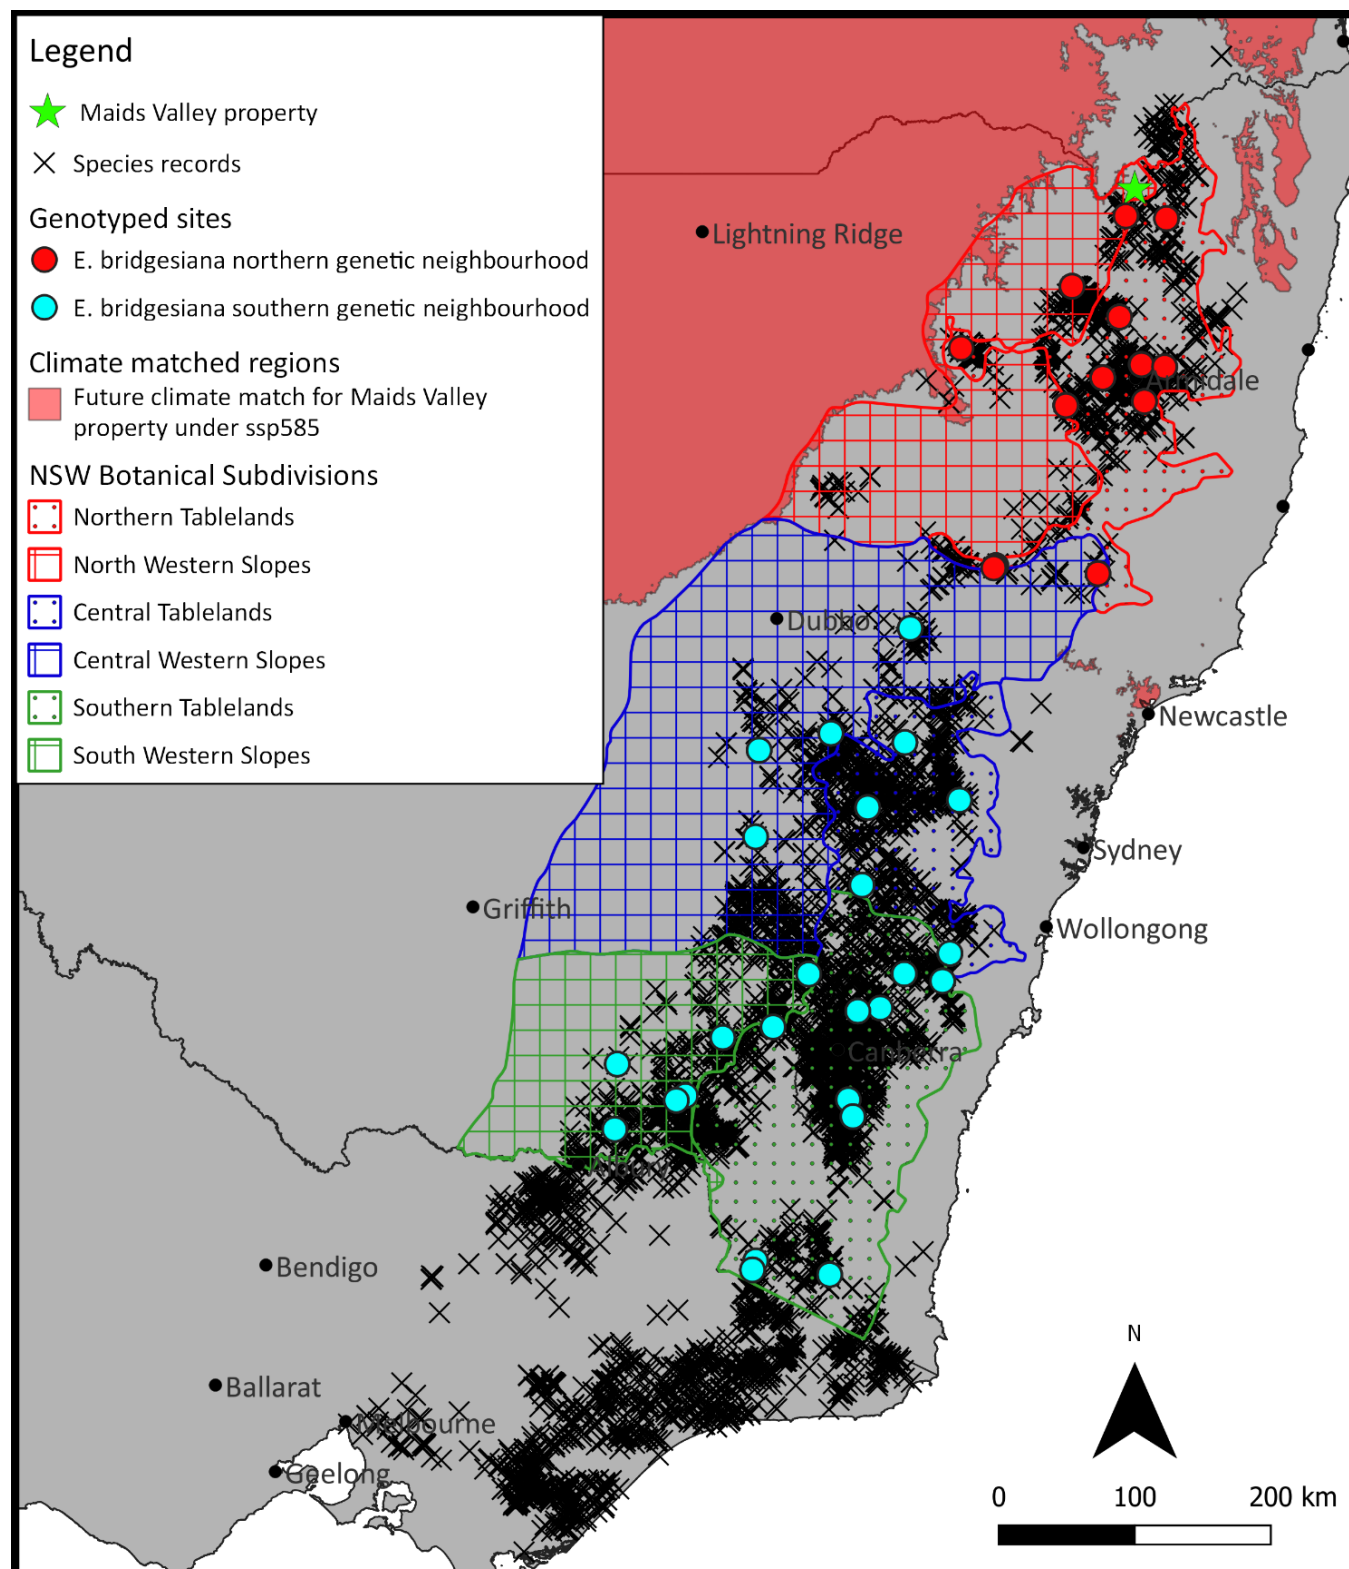 Legend
Maids Valley property
Species records
Genotyped sites
E. bridgesiana northern genetic neighbourhood
E. bridgesiana southern genetic neighbourhood
Climate matched regions
Future climate match for Maids Valley
property under ssp585
NSW Botanical Subdivisions
Northern Tablelands
North Western Slopes
Central Tablelands
Central Western Slopes
Southern Tablelands
South Western Slopes
Lightning Ridge
Armidale
Dubbo
Newcastle
Sydney
Griffith
Wollongong
Canberra
Albury
Bendigo
Ballarat
Melbourne
Geelong
N
0 100 200 km